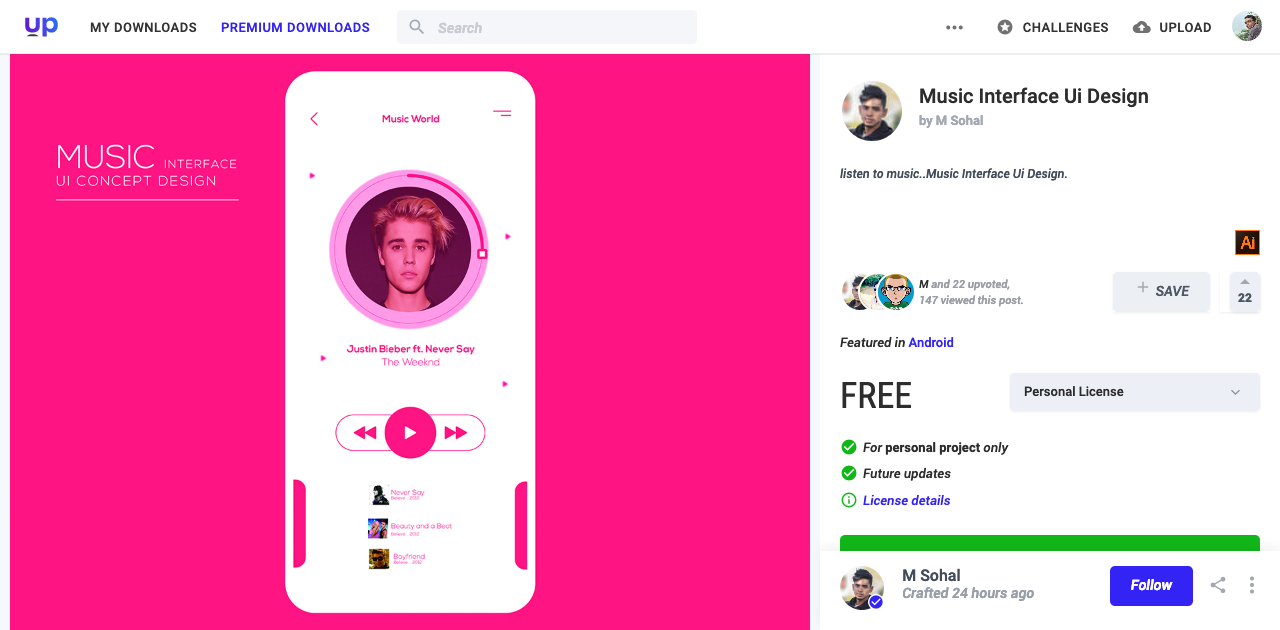 up
MY DOWNLOADS
PREMIUM DOWNLOADS
Search
CHALLENGES
UPLOAD
MUSIC INTERFACE
UI CONCEPT DESIGN
Music World
Justin Bieber ft. Never Say
The Weeknd
Never Say
Believe . 2012
Beauty and a Beat
Believe . 2012
Boyfriend
Believe . 2012
Music Interface Ui Design
by M Sohal
listen to music..Music Interface Ui Design.
Ai
M and 22 upvoted,
147 viewed this post.
+ SAVE
22
Featured in Android
FREE
Personal License
For personal project only
Future updates
License details
M Sohal
Crafted 24 hours ago
Follow